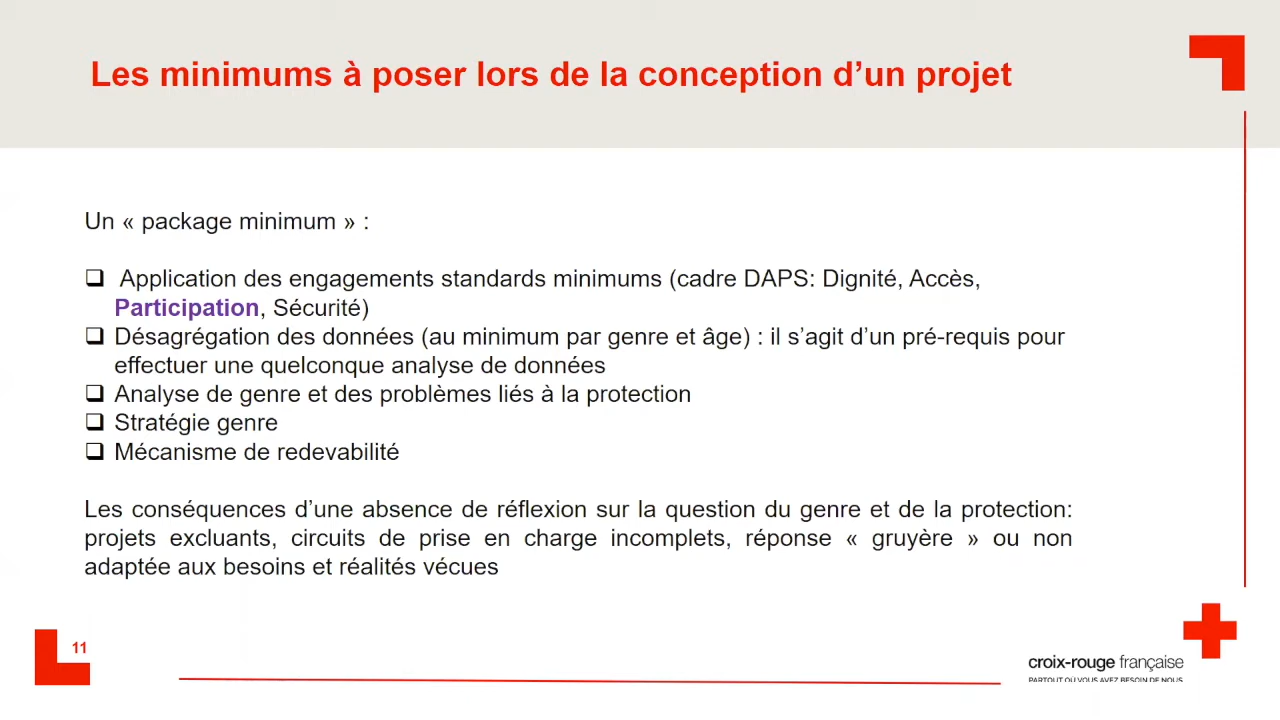 Les minimums à poser lors de la conception d’un projet
Un « package minimum » :
❑ Application des engagements standards minimums (cadre DAPS: Dignité, Accès,
Participation, Sécurité)
❑ Désagrégation des données (au minimum par genre et âge) : il s’agit d’un pré-requis pour
effectuer une quelconque analyse de données
❑ Analyse de genre et des problèmes liés à la protection
❑ Stratégie genre
❑ Mécanisme de redevabilité
Les conséquences d’une absence de réflexion sur la question du genre et de la protection:
projets excluants, circuits de prise en charge incomplets, réponse « gruyère » ou non
adaptée aux besoins et réalités vécues
11
croix-rouge française
PARTOUT OÙ VOUS AVEZ BESOIN DE NOUS